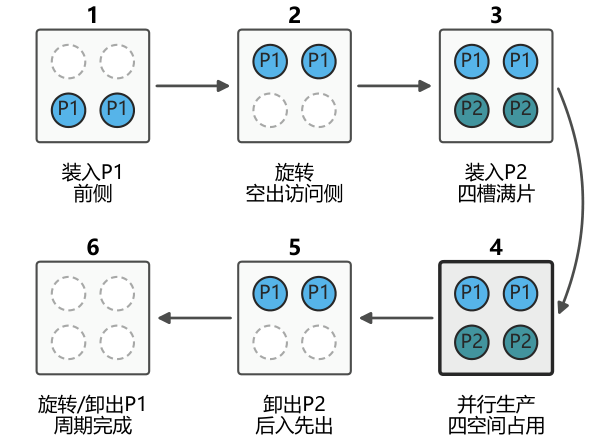 1
2
3
P1 P1
P1 P1
P1 P1
P2 P2
装入P1
前侧
旋转
空出访问侧
装入P2
四槽满片
6
5
4
P1 P1
P1 P1
P2 P2
旋转/卸出P1
周期完成
卸出P2
后入先出
并行生产
四空间占用